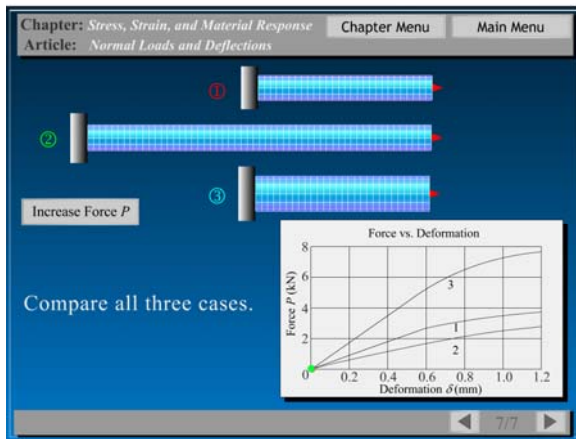 Chapter: Stress, Strain, and Material Response
Chapter Menu
Main Menu
Article: Normal Loads and Deflections
①
②
③
Increase Force P
Compare all three cases.
Force vs. Deformation
Force P (kN)
8
6
4
2
0
3
1
2
0.2 0.4 0.6 0.8 1.0 1.2
Deformation δ (mm)
7/7